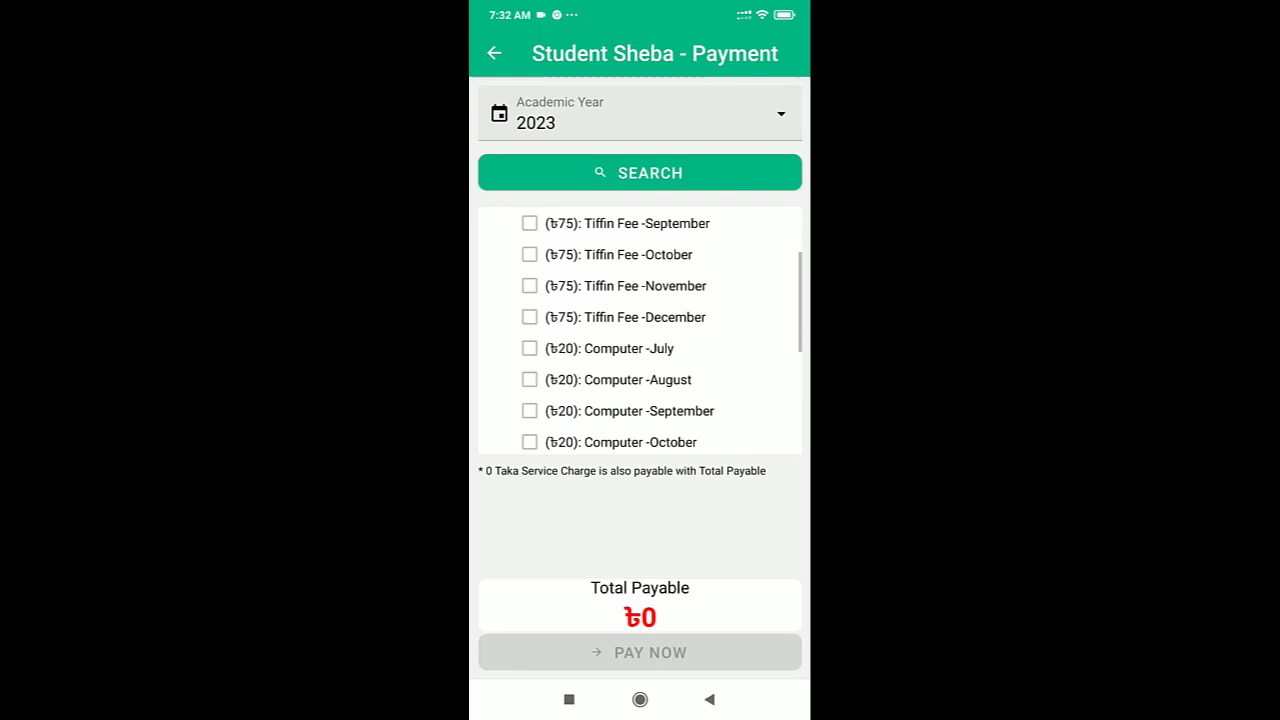 7:32 AM
Student Sheba - Payment
Academic Year
2023
SEARCH
(৳75): Tiffin Fee -September
(৳75): Tiffin Fee -October
(৳75): Tiffin Fee -November
(৳75): Tiffin Fee -December
(৳20): Computer -July
(৳20): Computer -August
(৳20): Computer -September
(৳20): Computer -October
* 0 Taka Service Charge is also payable with Total Payable
Total Payable
৳0
PAY NOW